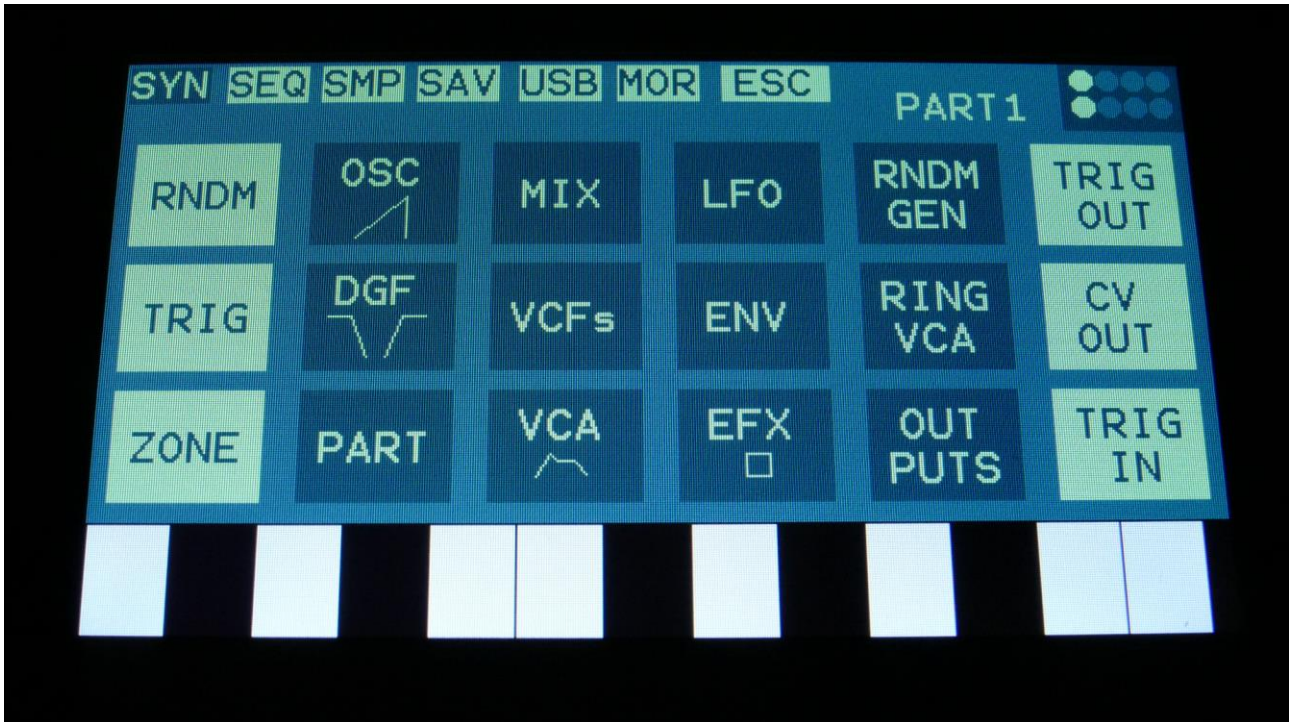 SYN SEQ SMP SAV USB MOR ESC
PART1
RNDM
OSC
MIX
LFO
RNDM
GEN
TRIG
OUT
TRIG
DGF
VCFs
ENV
RING
VCA
CV
OUT
ZONE
PART
VCA
EFX
OUT
PUTS
TRIG
IN